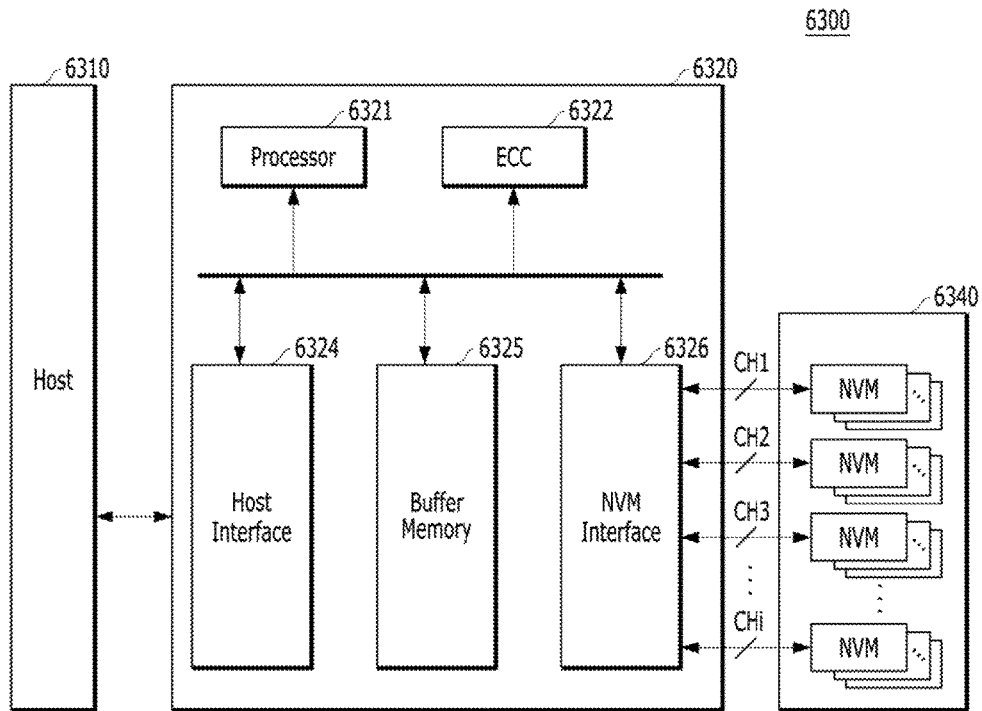 6300
6310
6320
6321
6322
Processor
ECC
6340
6324
6325
6326
CH1
NVM
Host
CH2
NVM
Host
Interface
Buffer
Memory
NVM
Interface
CH3
NVM
CHi
NVM